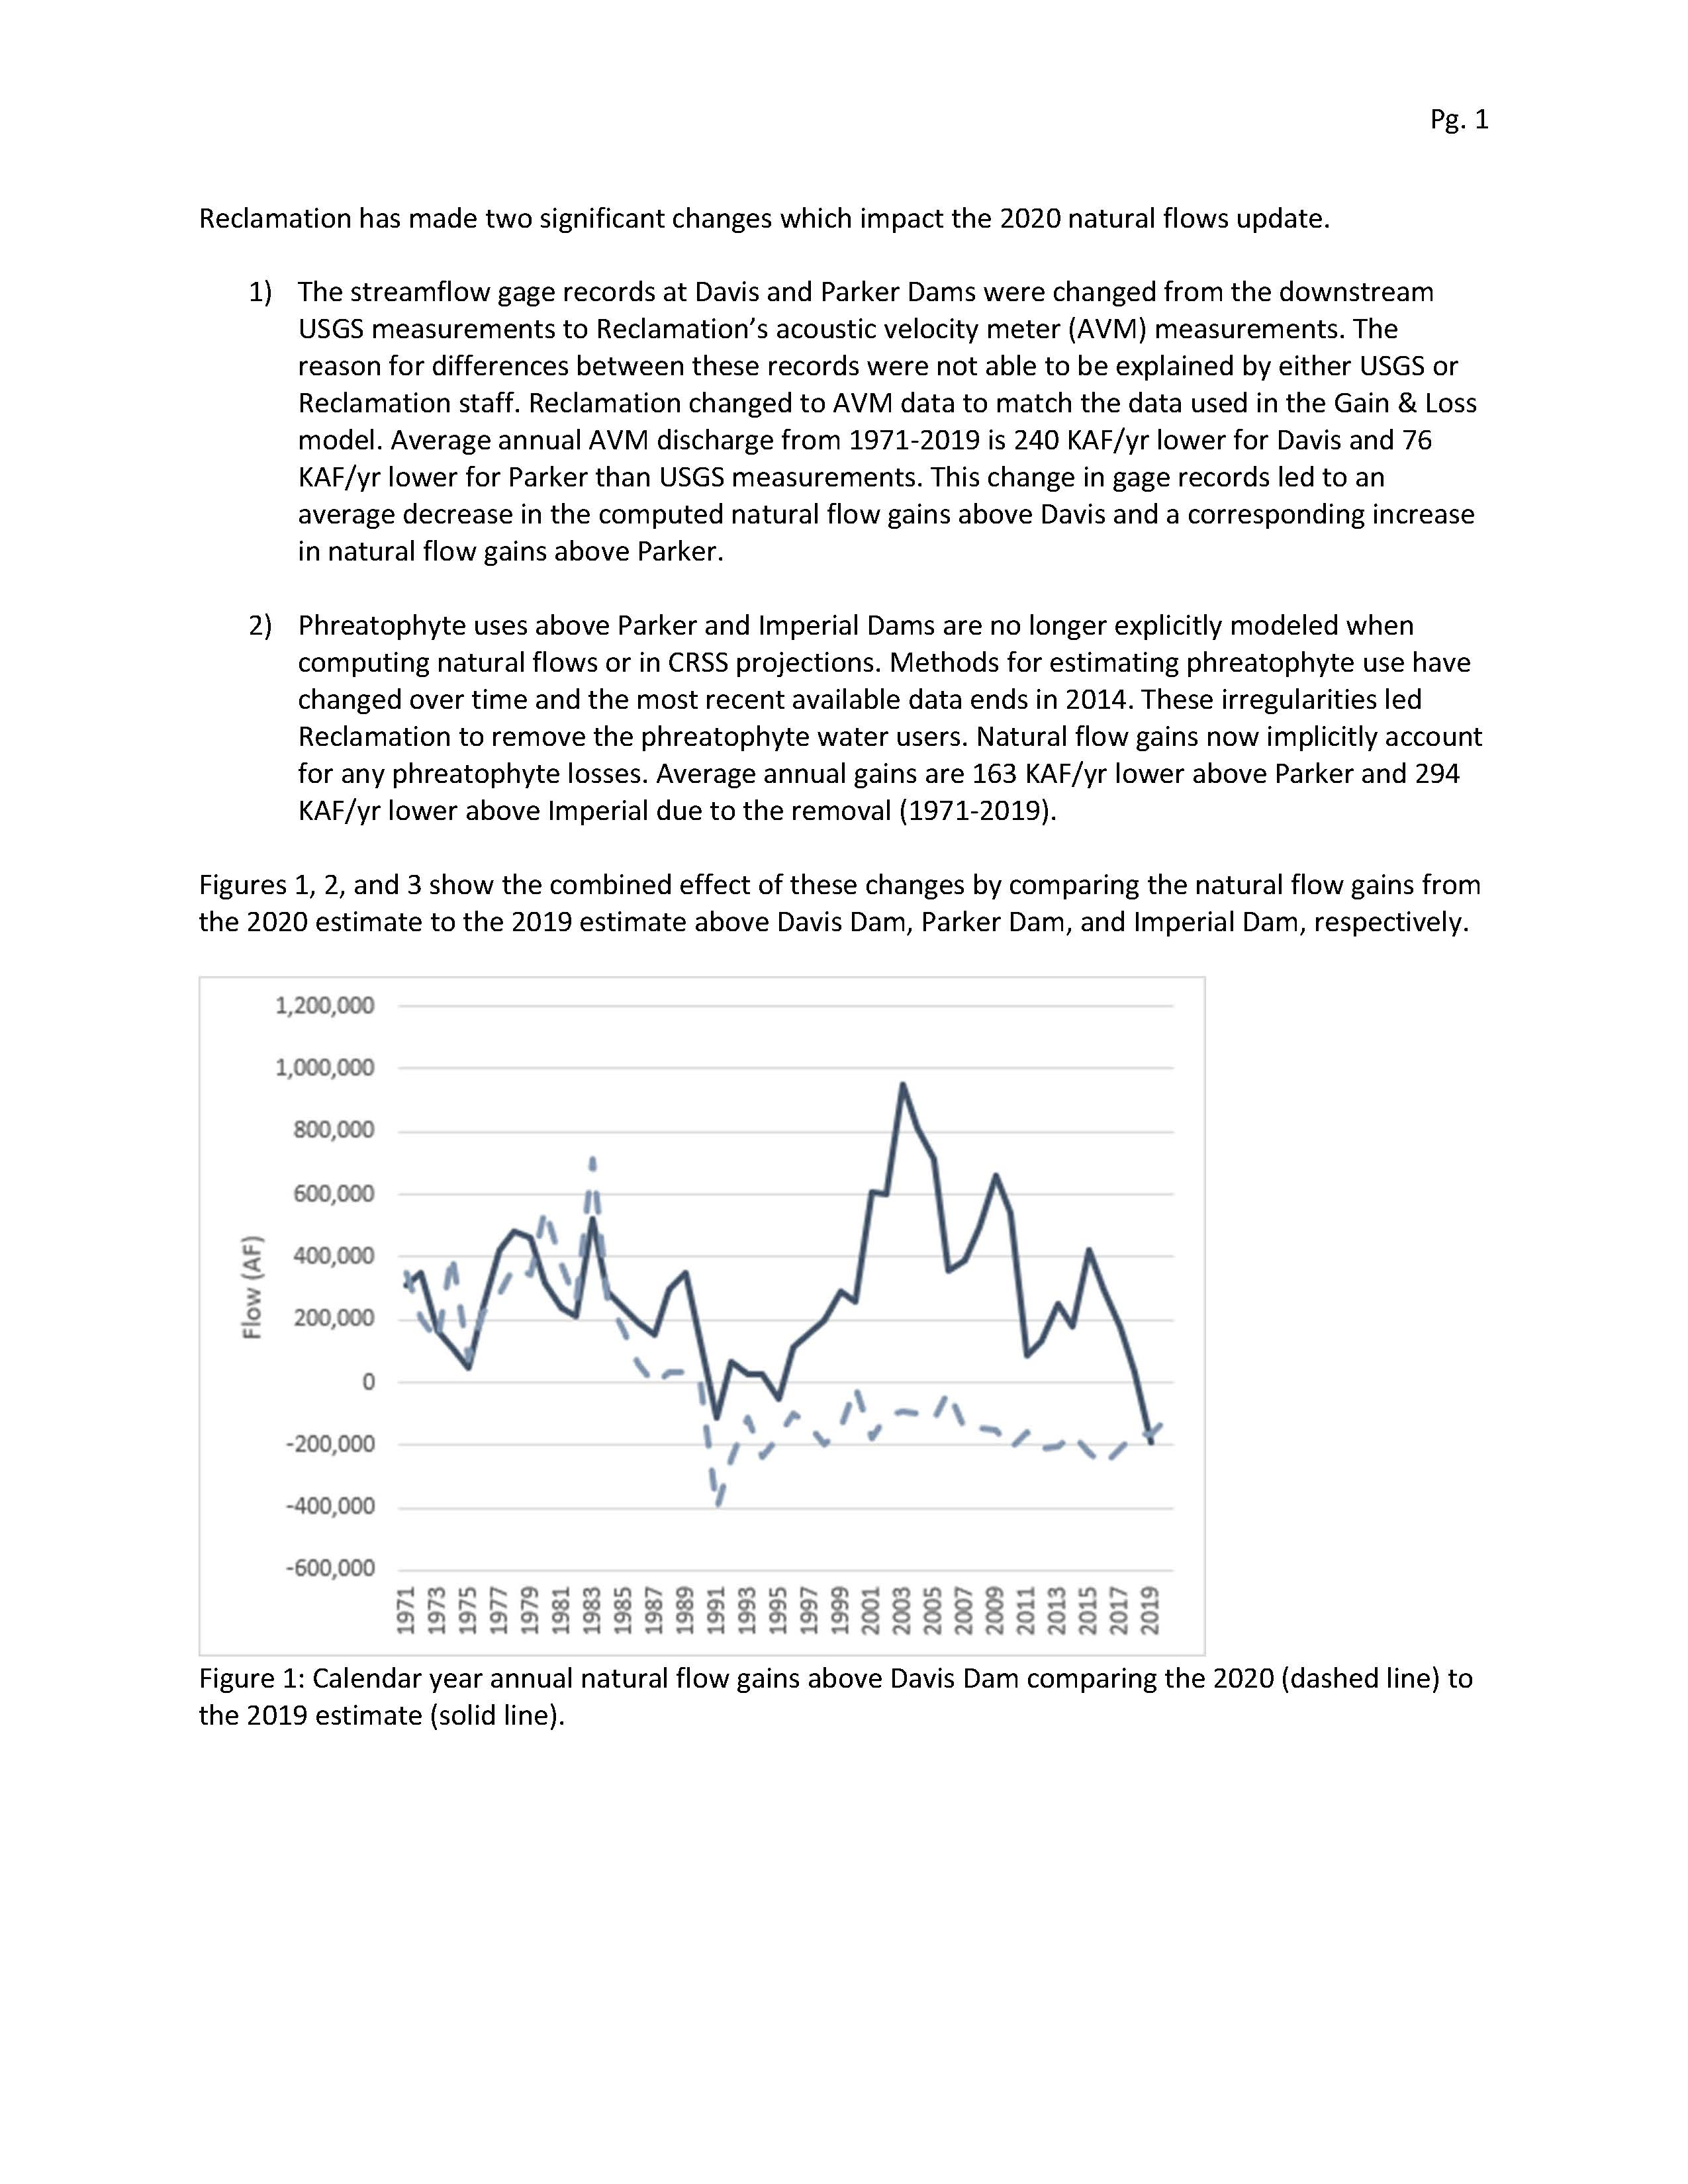 Pg. 1
Reclamation has made two significant changes which impact the 2020 natural flows update.
1) The streamflow gage records at Davis and Parker Dams were changed from the downstream
USGS measurements to Reclamation’s acoustic velocity meter (AVM) measurements. The
reason for differences between these records were not able to be explained by either USGS or
Reclamation staff. Reclamation changed to AVM data to match the data used in the Gain & Loss
model. Average annual AVM discharge from 1971-2019 is 240 KAF/yr lower for Davis and 76
KAF/yr lower for Parker than USGS measurements. This change in gage records led to an
average decrease in the computed natural flow gains above Davis and a corresponding increase
in natural flow gains above Parker.
2) Phreatophyte uses above Parker and Imperial Dams are no longer explicitly modeled when
computing natural flows or in CRSS projections. Methods for estimating phreatophyte use have
changed over time and the most recent available data ends in 2014. These irregularities led
Reclamation to remove the phreatophyte water users. Natural flow gains now implicitly account
for any phreatophyte losses. Average annual gains are 163 KAF/yr lower above Parker and 294
KAF/yr lower above Imperial due to the removal (1971-2019).
Figures 1, 2, and 3 show the combined effect of these changes by comparing the natural flow gains from
the 2020 estimate to the 2019 estimate above Davis Dam, Parker Dam, and Imperial Dam, respectively.
1,200,000
1,000,000
800,000
600,000
400,000
200,000
0
-200,000
-400,000
-600,000
Flow (AF)
1971 1973 1975 1977 1979 1981 1983 1985 1987 1989 1991 1993 1995 1997 1999 2001 2003 2005 2007 2009 2011 2013 2015 2017 2019
Figure 1: Calendar year annual natural flow gains above Davis Dam comparing the 2020 (dashed line) to
the 2019 estimate (solid line).